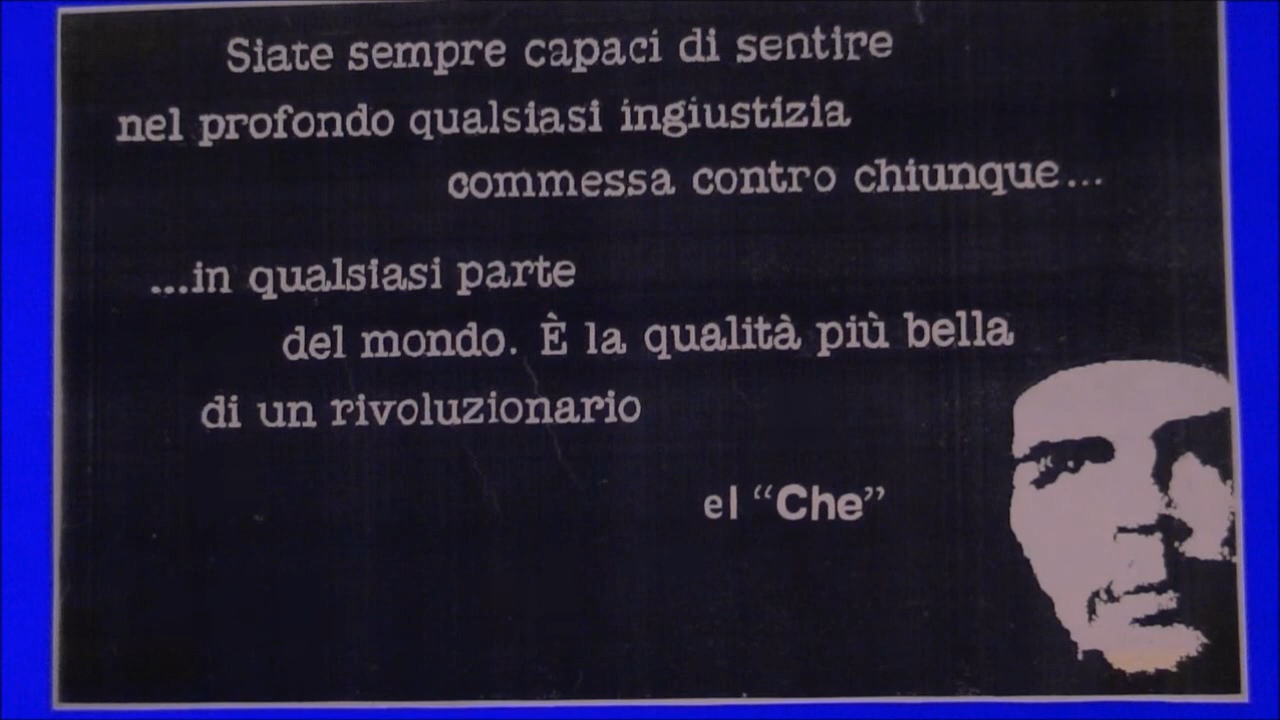 Siate sempre capaci di sentire
nel profondo qualsiasi ingiustizia
commessa contro chiunque...
...in qualsiasi parte
del mondo. È la qualità più bella
di un rivoluzionario
el “Che”